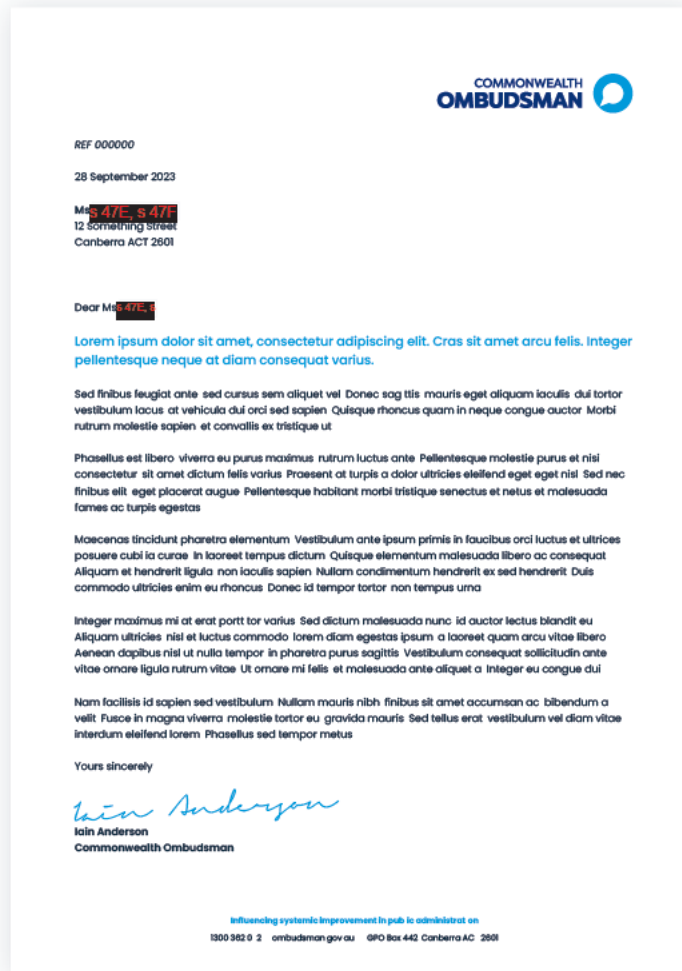 COMMONWEALTH
OMBUDSMAN
REF 000000
28 September 2023
Ms s 47E, s 47F
12 Something Street
Canberra ACT 2601
Dear Ms s 47E, s
Lorem ipsum dolor sit amet, consectetur adipiscing elit. Cras sit amet arcu felis. Integer
pellentesque neque at diam consequat varius.
Sed finibus feugiat ante sed cursus sem aliquet vel Donec sag ttis mauris eget aliquam iaculis dui tortor
vestibulum lacus at vehicula dui orci sed sapien Quisque rhoncus quam in neque congue auctor Morbi
rutrum molestie sapien et convallis ex tristique ut
Phasellus est libero viverra eu purus maximus rutrum luctus ante Pellentesque molestie purus et nisi
consectetur sit amet dictum felis varius Praesent at turpis a dolor ultricies eleifend eget eget nisl Sed nec
finibus elit eget placerat augue Pellentesque habitant morbi tristique senectus et netus et malesuada
fames ac turpis egestas
Maecenas tincidunt pharetra elementum Vestibulum ante ipsum primis in faucibus orci luctus et ultrices
posuere cubi ia curae In laoreet tempus dictum Quisque elementum malesuada libero ac consequat
Aliquam et hendrerit ligula non iaculis sapien Nullam condimentum hendrerit ex sed hendrerit Duis
commodo ultricies enim eu rhoncus Donec id tempor tortor non tempus urna
Integer maximus mi at erat portt tor varius Sed dictum malesuada nunc id auctor lectus blandit eu
Aliquam ultricies nisl et luctus commodo lorem diam egestas ipsum a laoreet quam arcu vitae libero
Aenean dapibus nisl ut nulla tempor in pharetra purus sagittis Vestibulum consequat sollicitudin ante
vitae ornare ligula rutrum vitae Ut ornare mi felis et malesuada ante aliquet a Integer eu congue dui
Nam facilisis id sapien sed vestibulum Nullam mauris nibh finibus sit amet accumsan ac bibendum a
velit Fusce in magna viverra molestie tortor eu gravida mauris Sed tellus erat vestibulum vel diam vitae
interdum eleifend lorem Phasellus sed tempor metus
Yours sincerely
Iain Anderson
Iain Anderson
Commonwealth Ombudsman
Influencing systemic improvement in pub ic administrat on
1300 362 0 2 ombudsman gov au GPO Box 442 Canberra AC 2601